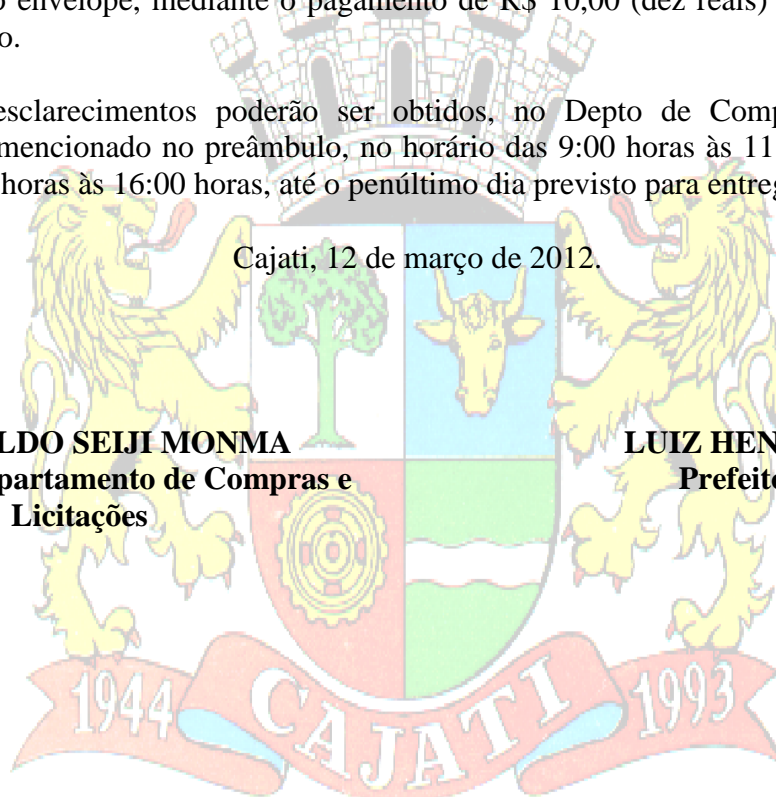 o envelope, mediante o pagamento de R$ 10,00 (dez reais)
o.
esclarecimentos poderão ser obtidos, no Depto de Comp
mencionado no preâmbulo, no horário das 9:00 horas às 11
horas às 16:00 horas, até o penúltimo dia previsto para entreg
Cajati, 12 de março de 2012.
LDO SEIJI MONMA
LUIZ HEN
partamento de Compras e
Prefeito
Licitações
1944 CAJATI 1993